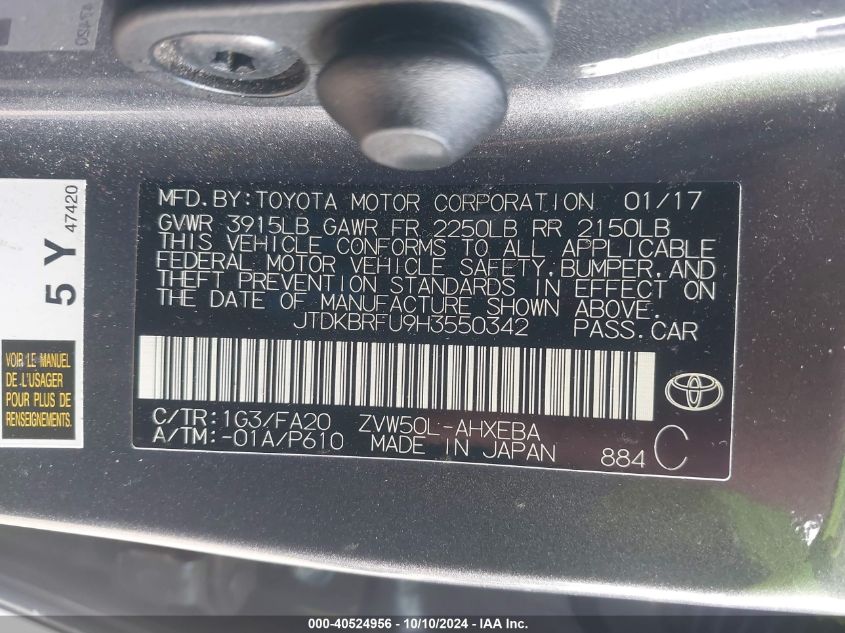 47420
5 Y
47420
VOIR LE MANUEL
DE L'USAGER
POUR PLUS DE
RENSEIGNEMENTS.
MFD.BY:TOYOTA MOTOR CORPORATION 01/17
GVWR 3915LB GAWR FR 2250LB RR 2150LB
THIS VEHICLE CONFORMS TO ALL APPLICABLE
FEDERAL MOTOR VEHICLE SAFETY,BUMPER,AND
THEFT PREVENTION STANDARDS IN EFFECT ON
THE DATE OF MANUFACTURE SHOWN ABOVE.
JTDKBRFU9H3550342 PASS.CAR
C/TR:1G3/FA20 ZVW50L-AHXEBA
A/TM:-01A/P610 MADE IN JAPAN 884 C
000-40524956 - 10/10/2024 - IAA Inc.